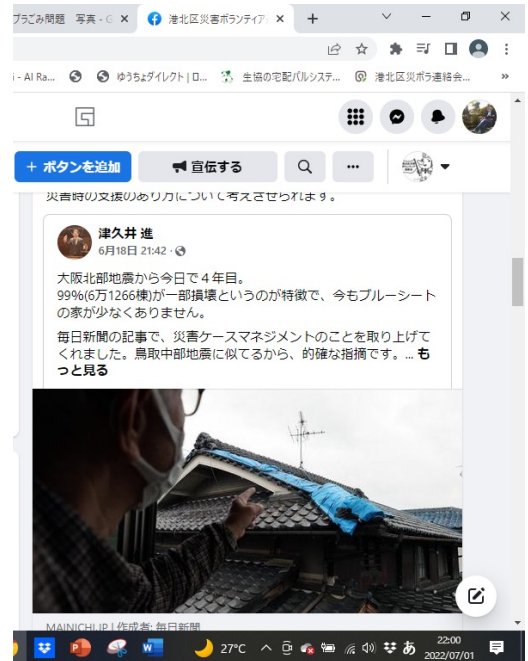 プラごみ問題 写真 - G
港北区災害ボランティア
- AI Ra...
ゆうちょダイレクト | ロ...
生協の宅配パルシステ...
港北区災ボラ連絡会...
»
+ ボタンを追加
宣伝する
...
災害時の支援のあり方について考えさせられます。
津久井 進
6月18日 21:42 ·
大阪北部地震から今日で4年目。
99%(6万1266棟)が一部損壊というのが特徴で、今もブルーシート
の家が少なくありません。
毎日新聞の記事で、災害ケースマネジメントのことを取り上げて
くれました。鳥取中部地震に似てるから、的確な指摘です。... も
っと見る
MAINICHI.JP | 作成者: 毎日新聞
27°C
あ
22:00
2022/07/01